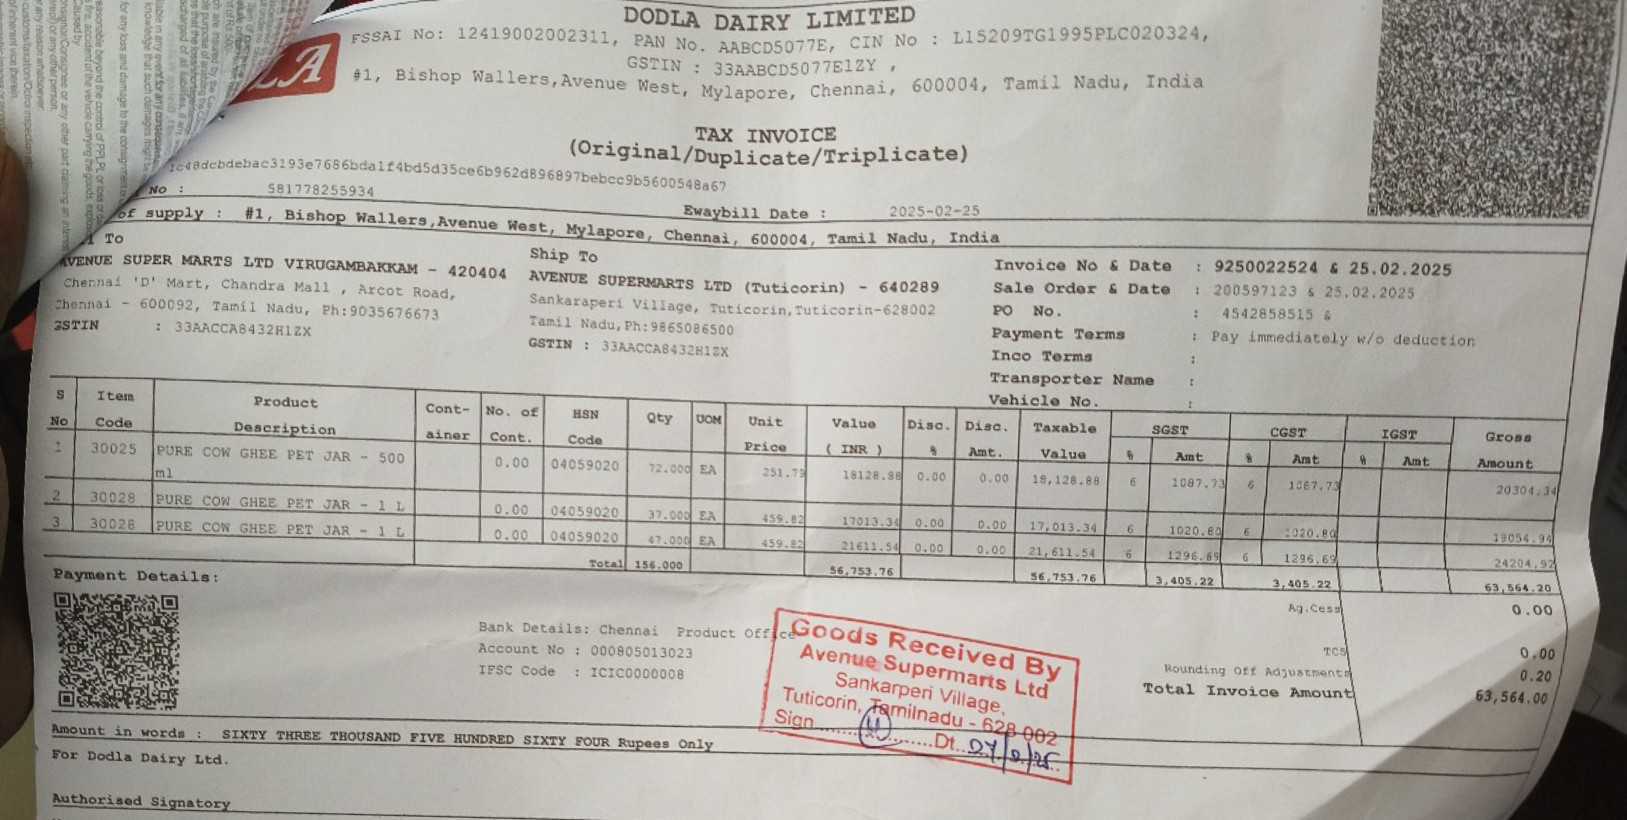 DODLA DAIRY LIMITED
FSSAI No: 12419002002311, PAN No. AABCD5077E, CIN No : L15209TG1995PLC020324,
GSTIN : 33AABCD5077E1ZY ,
#1, Bishop Wallers,Avenue West, Mylapore, Chennai, 600004, Tamil Nadu, India
TAX INVOICE
(Original/Duplicate/Triplicate)
1c48dcbdebac3193e7686bda1f4bd5d35ce6b962d896897bebcc9b5600548a67
No : 581778255934 Ewaybill Date : 2025-02-25
of supply : #1, Bishop Wallers,Avenue West, Mylapore, Chennai, 600004, Tamil Nadu, India
To
AVENUE SUPER MARTS LTD VIRUGAMBAKKAM - 420404
Chennai 'D' Mart, Chandra Mall , Arcot Road,
Chennai - 600092, Tamil Nadu, Ph:9035676673
GSTIN : 33AACCA8432H1ZX
Ship To
AVENUE SUPERMARTS LTD (Tuticorin) - 640289
Sankaraperi Village, Tuticorin,Tuticorin-628002
Tamil Nadu,Ph:9865086500
GSTIN : 33AACCA8432H1ZX
Invoice No & Date : 9250022524 & 25.02.2025
Sale Order & Date : 200597123 & 25.02.2025
PO No. : 4542858515 &
Payment Terms : Pay immediately w/o deduction
Inco Terms :
Transporter Name :
Vehicle No. :
S No Item Code Product Description Cont-ainer No. of Cont. HSN Code Qty UOM Unit Price Value ( INR ) Disc. % Disc. Amt. Taxable Value SGST % Amt CGST % Amt IGST % Amt Gross Amount
1 30025 PURE COW GHEE PET JAR - 500 ml 0.00 04059020 72.000 EA 251.79 18128.88 0.00 0.00 18,128.88 6 1087.73 6 1087.73 20304.34
2 30028 PURE COW GHEE PET JAR - 1 L 0.00 04059020 37.000 EA 459.82 17013.34 0.00 0.00 17,013.34 6 1020.80 6 1020.80 19054.94
3 30028 PURE COW GHEE PET JAR - 1 L 0.00 04059020 47.000 EA 459.82 21611.54 0.00 0.00 21,611.54 6 1296.69 6 1296.69 24204.92
Total 156.000 56,753.76 56,753.76 3,405.22 3,405.22 63,564.20
Ag.Cess 0.00
TCS 0.00
Rounding Off Adjustments 0.20
Total Invoice Amount 63,564.00
Payment Details:
Bank Details: Chennai Product Office
Account No : 000805013023
IFSC Code : ICIC0000008
Goods Received By
Avenue Supermarts Ltd
Sankarperi Village,
Tuticorin, Tamilnadu - 628 002
Sign.............Dt..
Amount in words : SIXTY THREE THOUSAND FIVE HUNDRED SIXTY FOUR Rupees Only
For Dodla Dairy Ltd.
Authorised Signatory